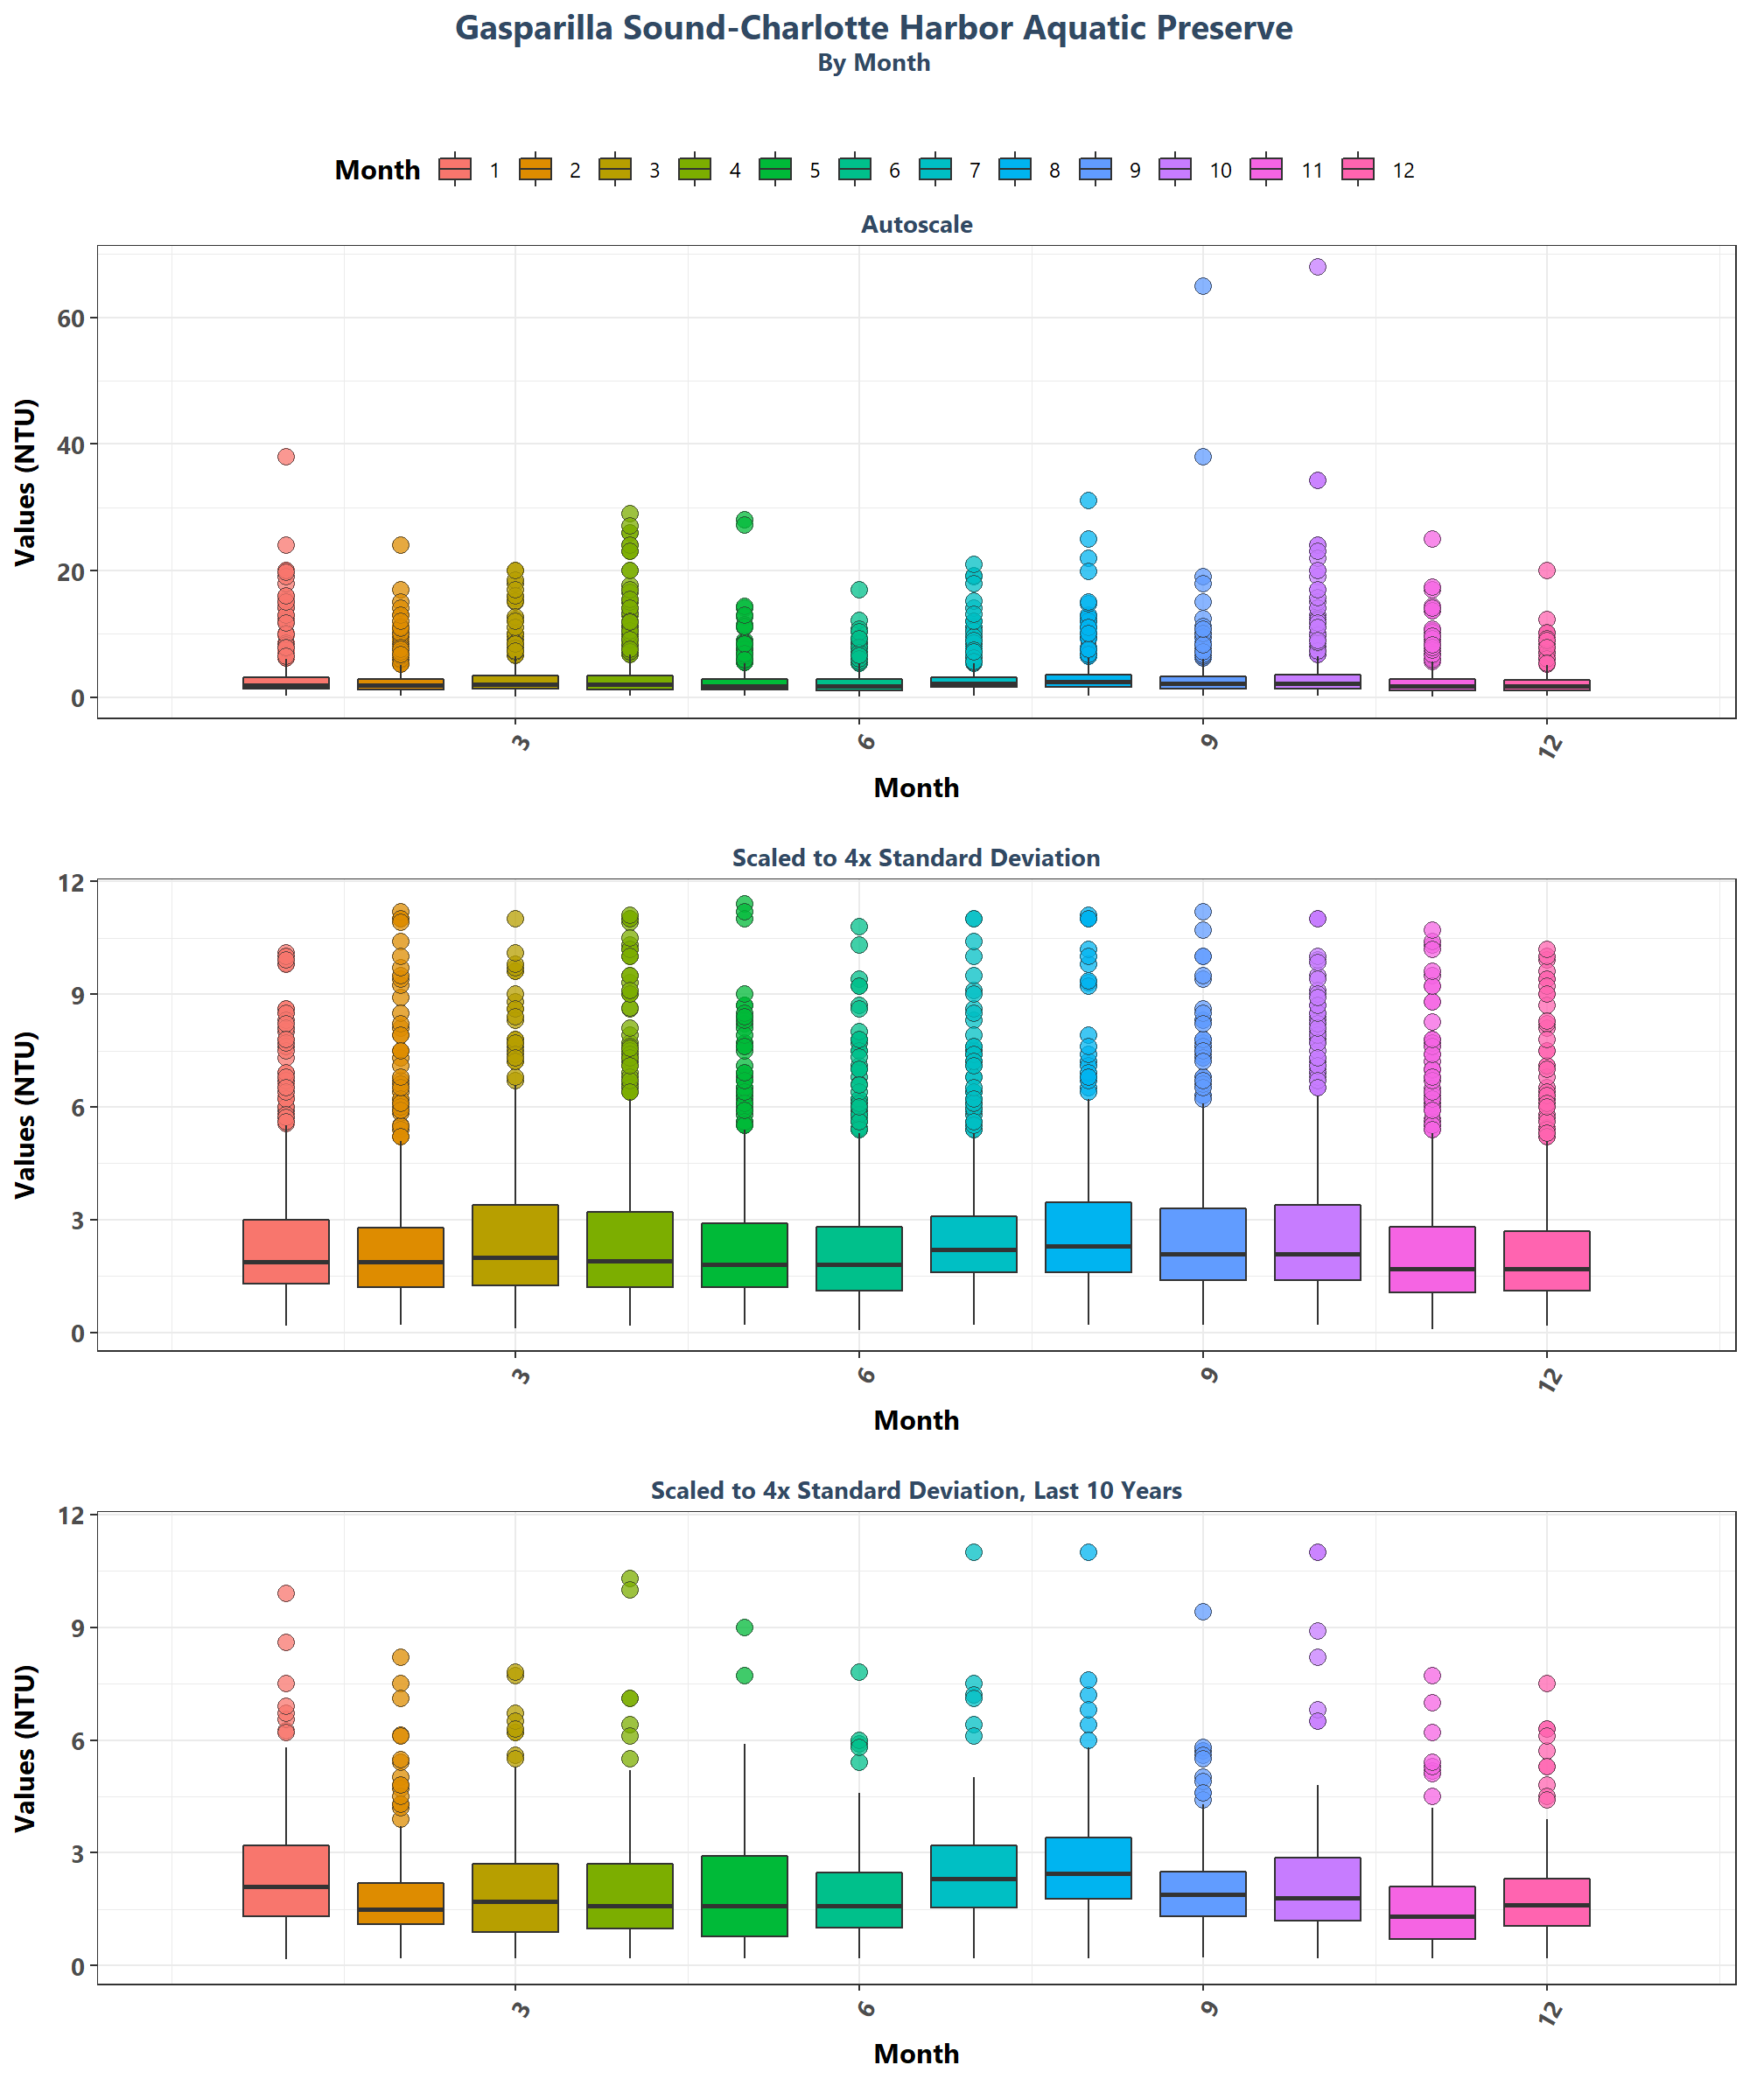 Gasparilla Sound-Charlotte Harbor Aquatic Preserve
By Month
Month 1 2 3 4 5 6 7 8 9 10 11 12
Autoscale
Values (NTU)
60
40
20
0
3 6 9 12
Month
Scaled to 4x Standard Deviation
Values (NTU)
12
9
6
3
0
3 6 9 12
Month
Scaled to 4x Standard Deviation, Last 10 Years
Values (NTU)
12
9
6
3
0
3 6 9 12
Month